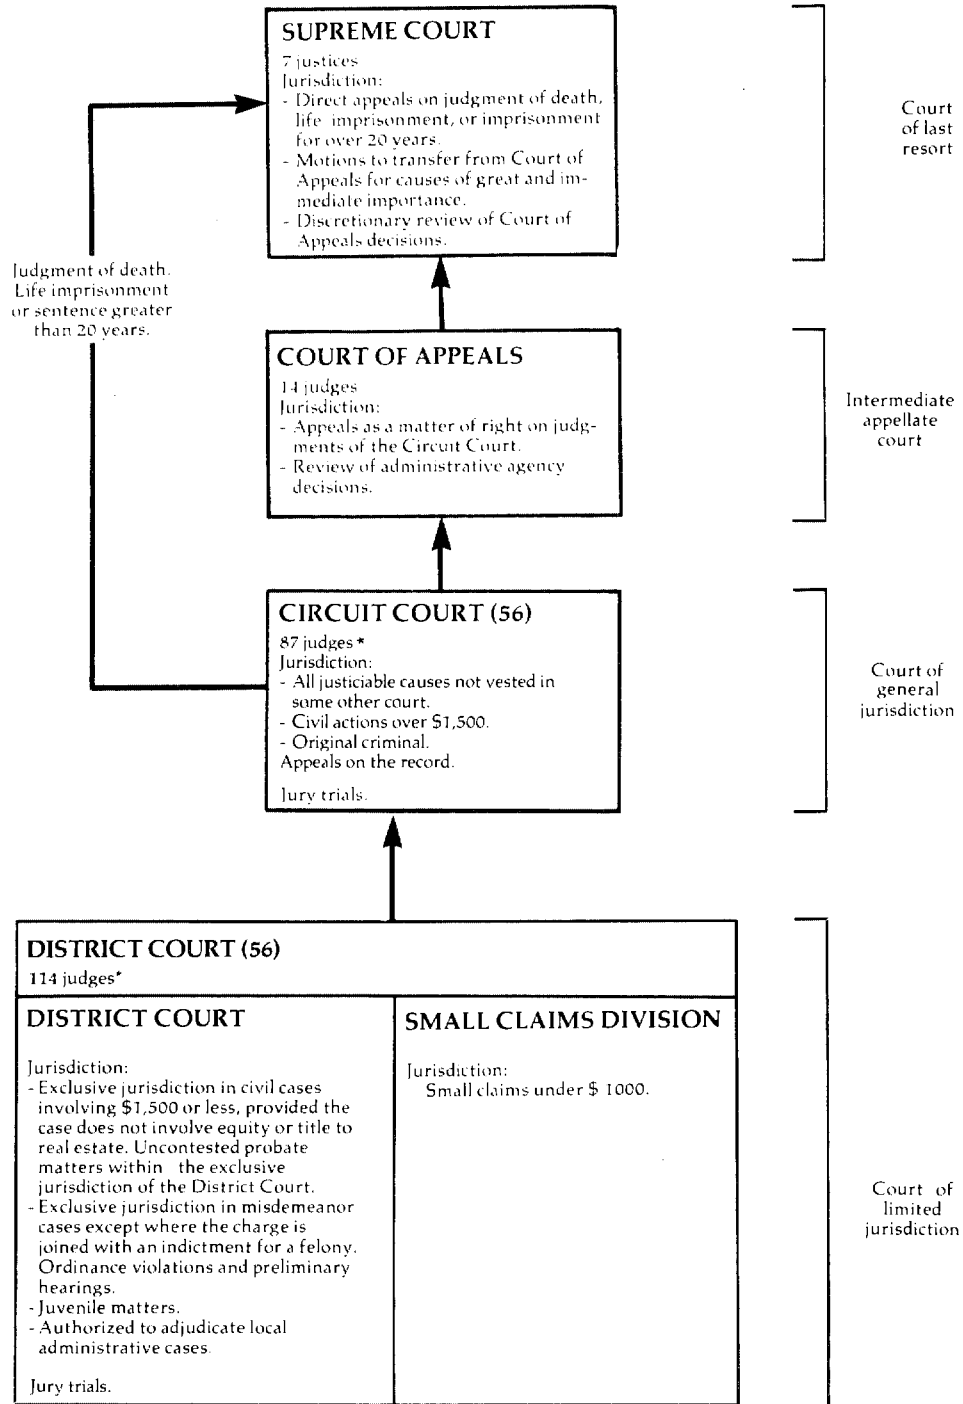 SUPREME COURT
7 justices
Jurisdiction:
- Direct appeals on judgment of death,
life imprisonment, or imprisonment
for over 20 years.
- Motions to transfer from Court of
Appeals for causes of great and im-
mediate importance.
- Discretionary review of Court of
Appeals decisions.
Court
of last
resort
Judgment of death.
Life imprisonment
or sentence greater
than 20 years.
COURT OF APPEALS
14 judges
Jurisdiction:
- Appeals as a matter of right on judg-
ments of the Circuit Court.
- Review of administrative agency
decisions.
Intermediate
appellate
court
CIRCUIT COURT (56)
87 judges *
Jurisdiction:
- All justiciable causes not vested in
some other court.
- Civil actions over $1,500.
- Original criminal.
Appeals on the record.
Jury trials.
Court of
general
jurisdiction
DISTRICT COURT (56)
114 judges*
DISTRICT COURT
Jurisdiction:
- Exclusive jurisdiction in civil cases
involving $1,500 or less, provided the
case does not involve equity or title to
real estate. Uncontested probate
matters within the exclusive
jurisdiction of the District Court.
- Exclusive jurisdiction in misdemeanor
cases except where the charge is
joined with an indictment for a felony.
Ordinance violations and preliminary
hearings.
- Juvenile matters.
- Authorized to adjudicate local
administrative cases.
Jury trials.
SMALL CLAIMS DIVISION
Jurisdiction:
Small claims under $ 1000.
Court of
limited
jurisdiction